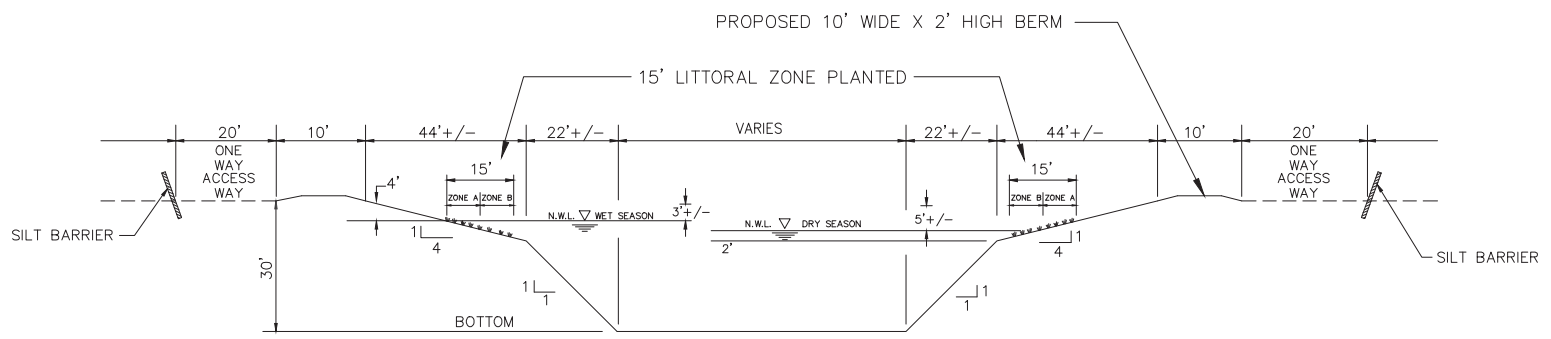 PROPOSED 10' WIDE X 2' HIGH BERM
15' LITTORAL ZONE PLANTED
20'
10'
44'+/-
22'+/-
VARIES
22'+/-
44'+/-
10'
20'
ONE
WAY
ACCESS
WAY
ONE
WAY
ACCESS
WAY
15'
15'
4'
ZONE A
ZONE B
ZONE B
ZONE A
3'+/-
5'+/-
N.W.L.
WET SEASON
N.W.L.
DRY SEASON
SILT BARRIER
1
4
2'
1
4
SILT BARRIER
30'
1
1
1
1
BOTTOM